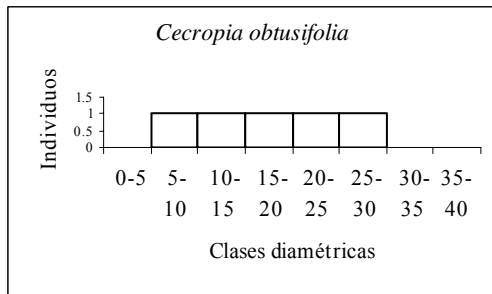 Cecropia obtusifolia
Individuos
1.5
1
0.5
0
0-5 5- 10- 15- 20- 25- 30- 35-
10 15 20 25 30 35 40
Clases diamétricas